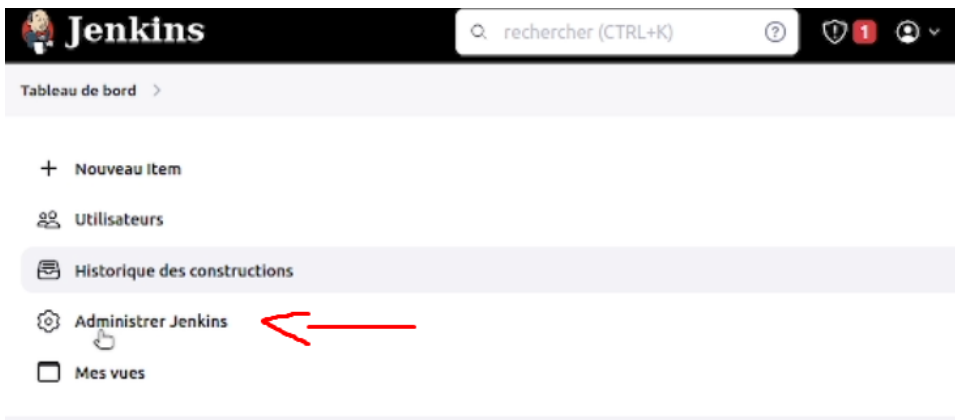 Jenkins
rechercher (CTRL+K)
1
Tableau de bord
Nouveau Item
Utilisateurs
Historique des constructions
Administrer Jenkins
Mes vues